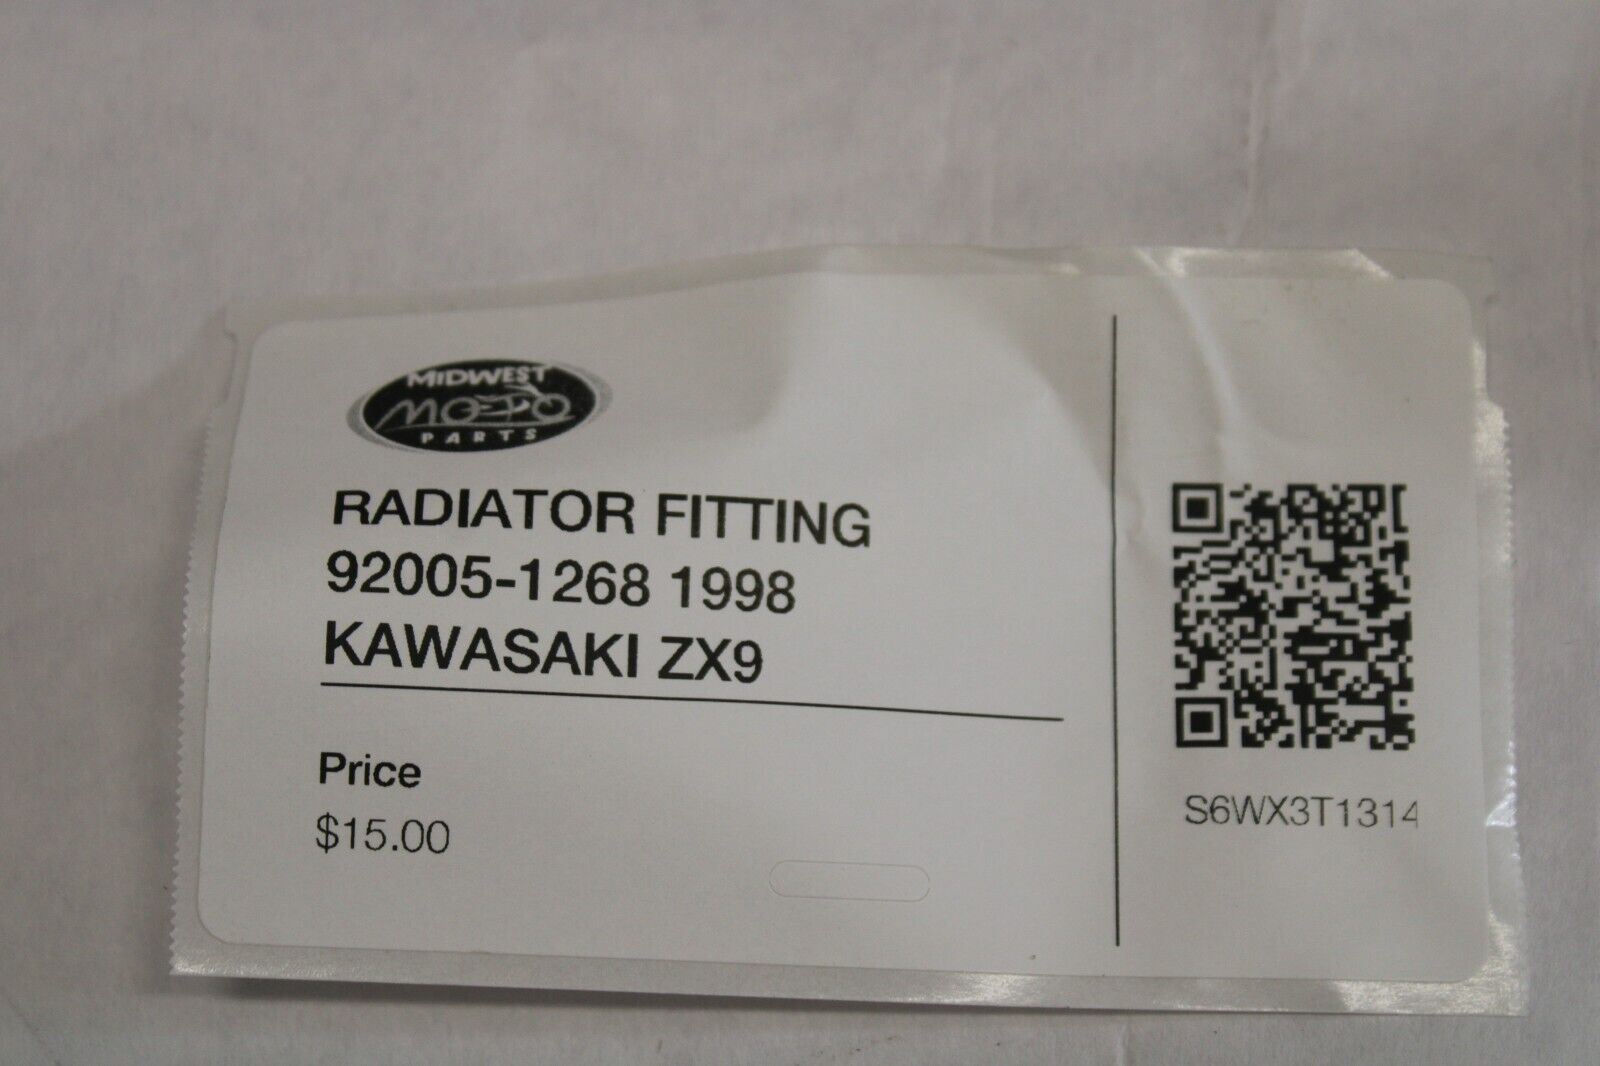 MIDWEST
MOTO
PARTS
RADIATOR FITTING
92005-1268 1998
KAWASAKI ZX9
Price
$15.00
S6WX3T1314